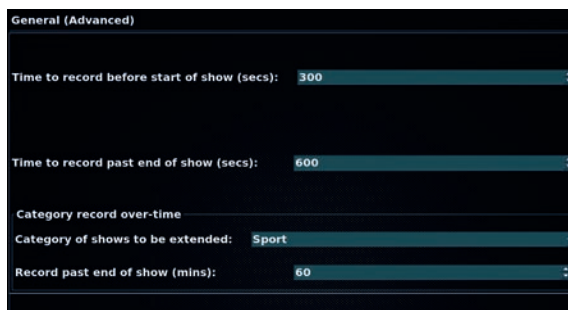 General (Advanced)
Time to record before start of show (secs): 300
Time to record past end of show (secs): 600
Category record over-time
Category of shows to be extended: Sport
Record past end of show (mins): 60